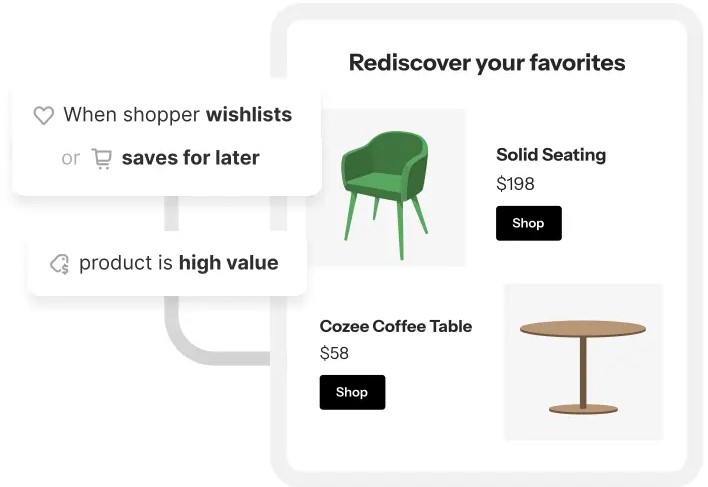 Rediscover your favorites
When shopper wishlists
or saves for later
product is high value
Solid Seating
$198
Shop
Cozee Coffee Table
$58
Shop